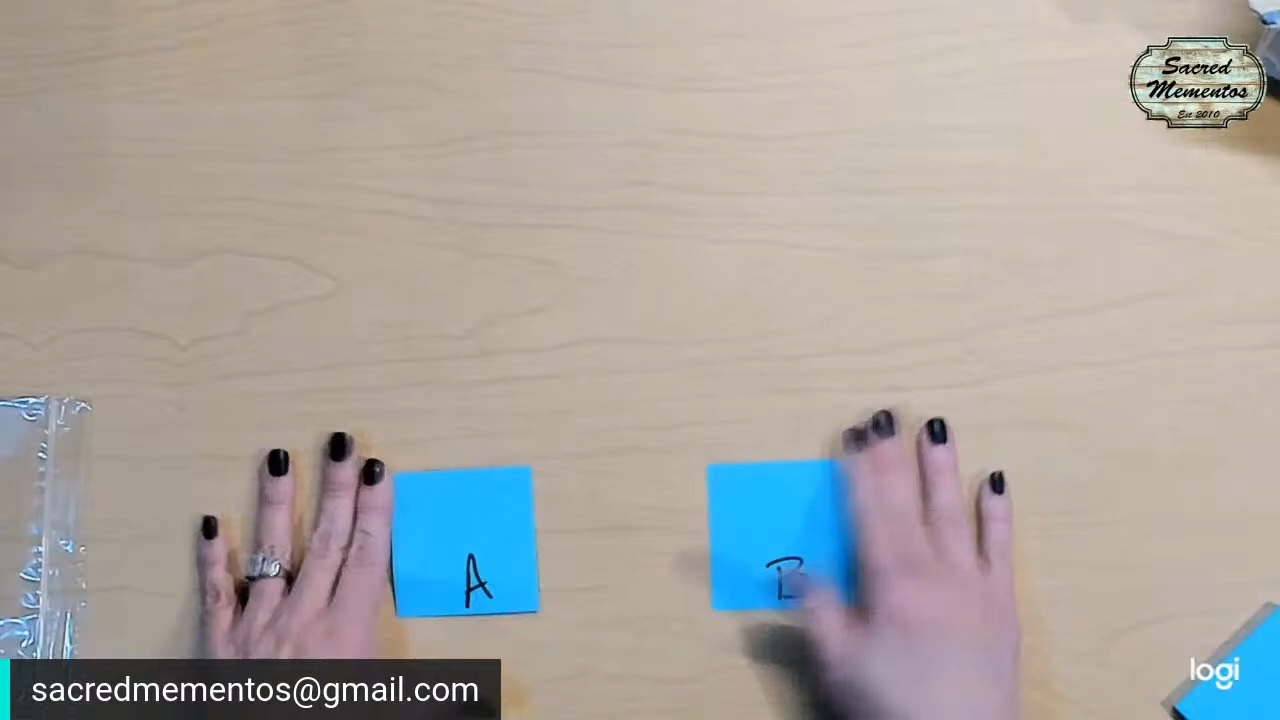 Sacred
Mementos
Est 2010
A
B
sacredmementos@gmail.com
logi